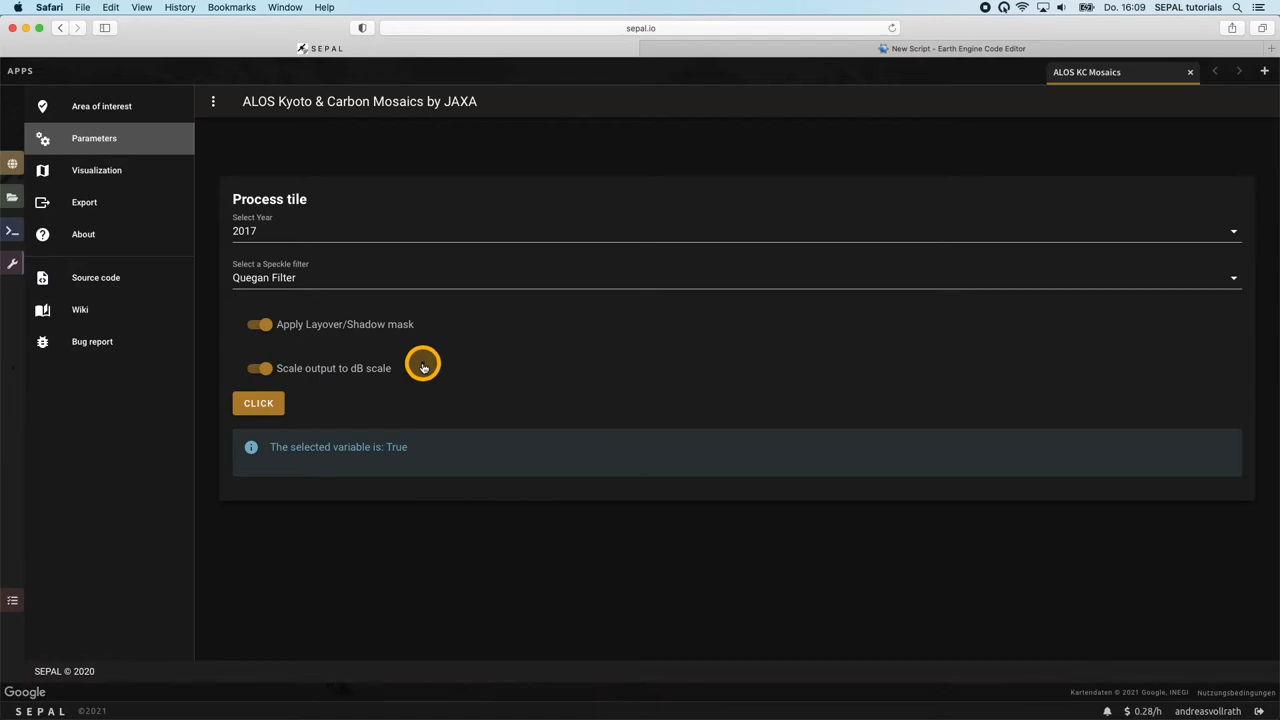 Safari File Edit View History Bookmarks Window Help Do. 16:09 SEPAL tutorials
sepal.io
SEPAL
New Script - Earth Engine Code Editor
APPS
ALOS KC Mosaics
Area of interest
ALOS Kyoto & Carbon Mosaics by JAXA
Parameters
Visualization
Export
About
Source code
Wiki
Bug report
Process tile
Select Year
2017
Select a Speckle filter
Quegan Filter
Apply Layover/Shadow mask
Scale output to dB scale
CLICK
The selected variable is: True
SEPAL © 2020
Google
Kartendaten © 2021 Google, INEGI Nutzungsbedingungen
SEPAL ©2021
$ 0.28/h andreasvollrath